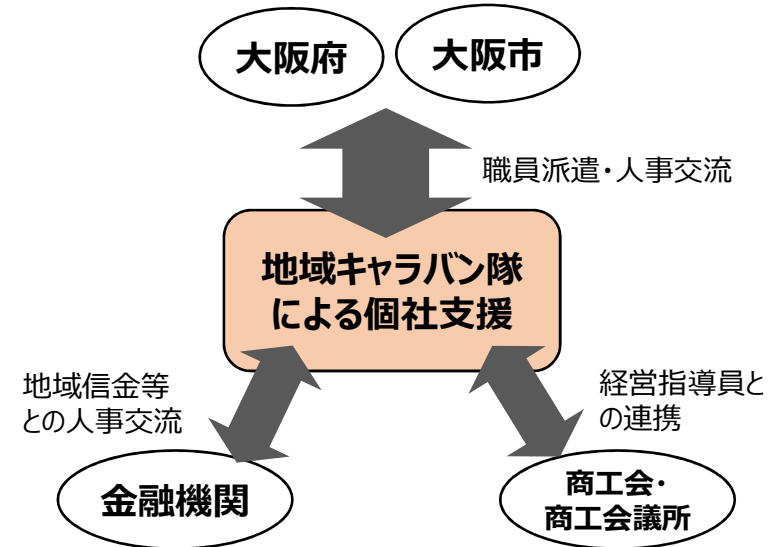 大阪府
大阪市
職員派遣・人事交流
地域キャラバン隊
による個社支援
地域信金等
との人事交流
経営指導員と
の連携
金融機関
商工会・
商工会議所